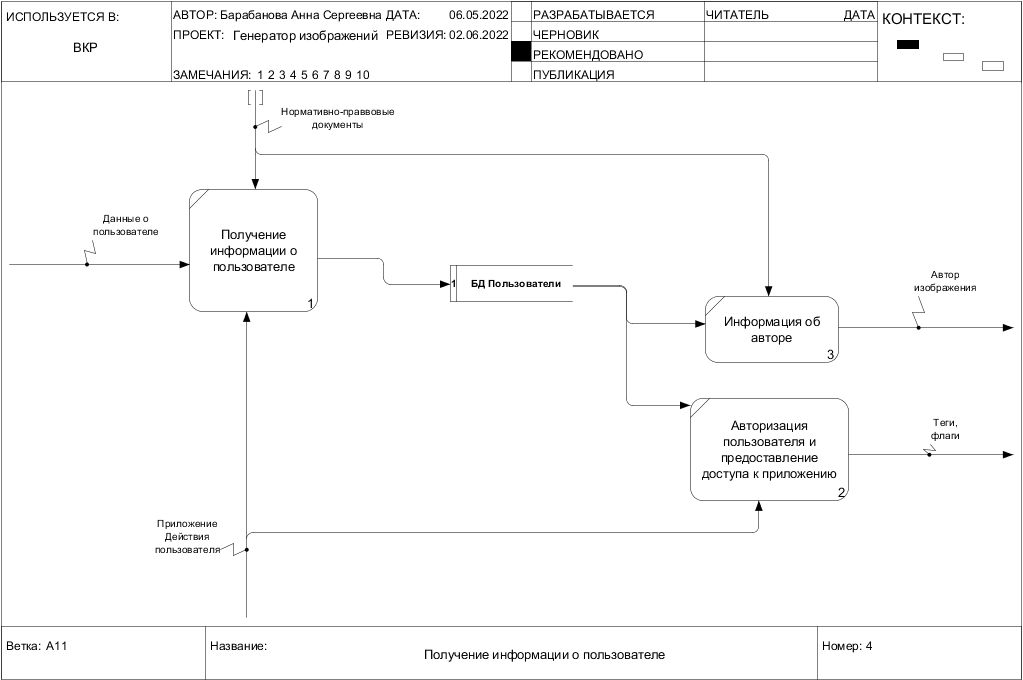 ИСПОЛЬЗУЕТСЯ В:
ВКР
АВТОР: Барабанова Анна Сергеевна ДАТА: 06.05.2022
ПРОЕКТ: Генератор изображений РЕВИЗИЯ: 02.06.2022
ЗАМЕЧАНИЯ: 1 2 3 4 5 6 7 8 9 10
РАЗРАБАТЫВАЕТСЯ
ЧЕРНОВИК
РЕКОМЕНДОВАНО
ПУБЛИКАЦИЯ
ЧИТАТЕЛЬ ДАТА
КОНТЕКСТ:
Нормативно-праввовые
документы
Данные о
пользователе
Получение
информации о
пользователе
1
1 БД Пользователи
Информация об
авторе
3
Автор
изображения
Авторизация
пользователя и
предоставление
доступа к приложению
2
Теги,
флаги
Приложение
Действия
пользователя
Ветка: A11
Название:
Получение информации о пользователе
Номер: 4